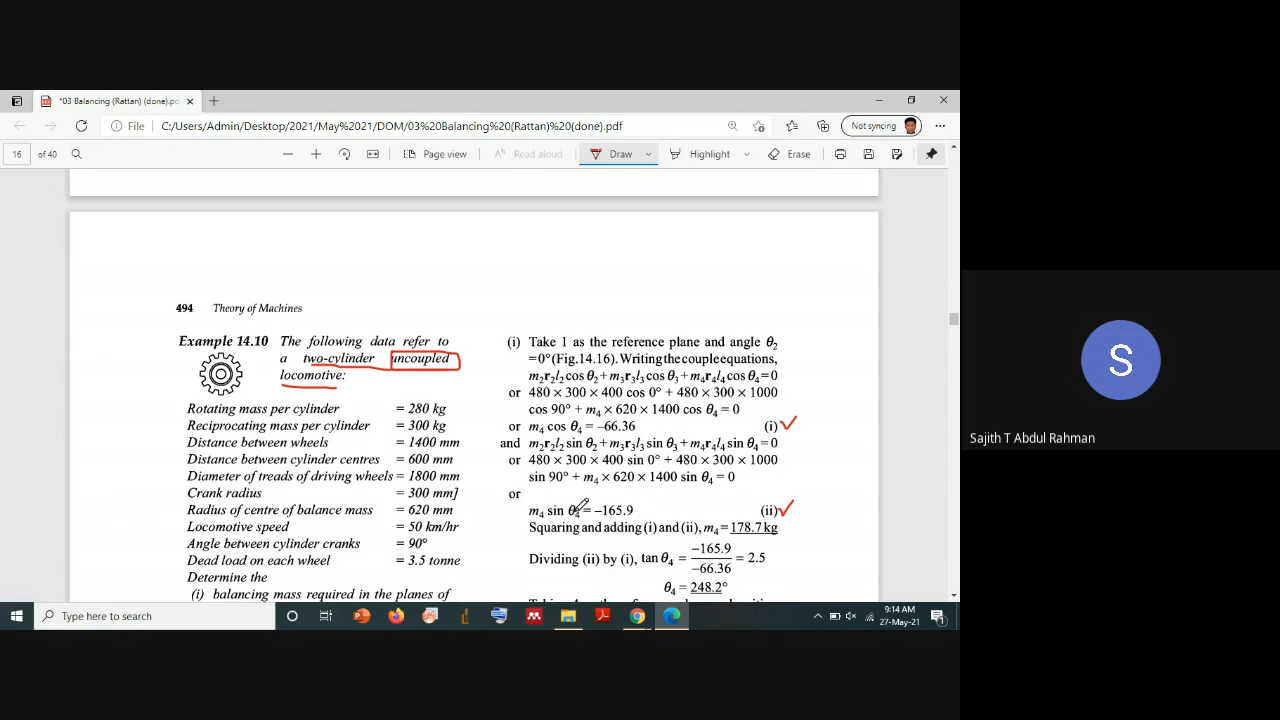 *03 Balancing (Rattan) (done).pd
File C:/Users/Admin/Desktop/2021/May%2021/DOM/03%20Balancing%20(Rattan)%20(done).pdf
Not syncing
16 of 40
Page view
Read aloud
Draw
Highlight
Erase
494 Theory of Machines
Example 14.10 The following data refer to
a two-cylinder uncoupled
locomotive:
Rotating mass per cylinder = 280 kg
Reciprocating mass per cylinder = 300 kg
Distance between wheels = 1400 mm
Distance between cylinder centres = 600 mm
Diameter of treads of driving wheels = 1800 mm
Crank radius = 300 mm]
Radius of centre of balance mass = 620 mm
Locomotive speed = 50 km/hr
Angle between cylinder cranks = 90°
Dead load on each wheel = 3.5 tonne
Determine the
(i) balancing mass required in the planes of
(i) Take 1 as the reference plane and angle θ₂
=0° (Fig.14.16). Writing the couple equations,
m₂r₂l₂ cos θ₂ + m₃r₃l₃ cos θ₃ + m₄r₄l₄ cos θ₄ = 0
or 480 × 300 × 400 cos 0° + 480 × 300 × 1000
cos 90° + m₄ × 620 × 1400 cos θ₄ = 0
or m₄ cos θ₄ = –66.36 (i)
and m₂r₂l₂ sin θ₂ + m₃r₃l₃ sin θ₃ + m₄r₄l₄ sin θ₄ = 0
or 480 × 300 × 400 sin 0° + 480 × 300 × 1000
sin 90° + m₄ × 620 × 1400 sin θ₄ = 0
or
m₄ sin θ₄ = –165.9 (ii)
Squaring and adding (i) and (ii), m₄ = 178.7 kg
Dividing (ii) by (i), tan θ₄ = –165.9 / –66.36 = 2.5
θ₄ = 248.2°
S
Sajith T Abdul Rahman
Type here to search
9:14 AM
27-May-21